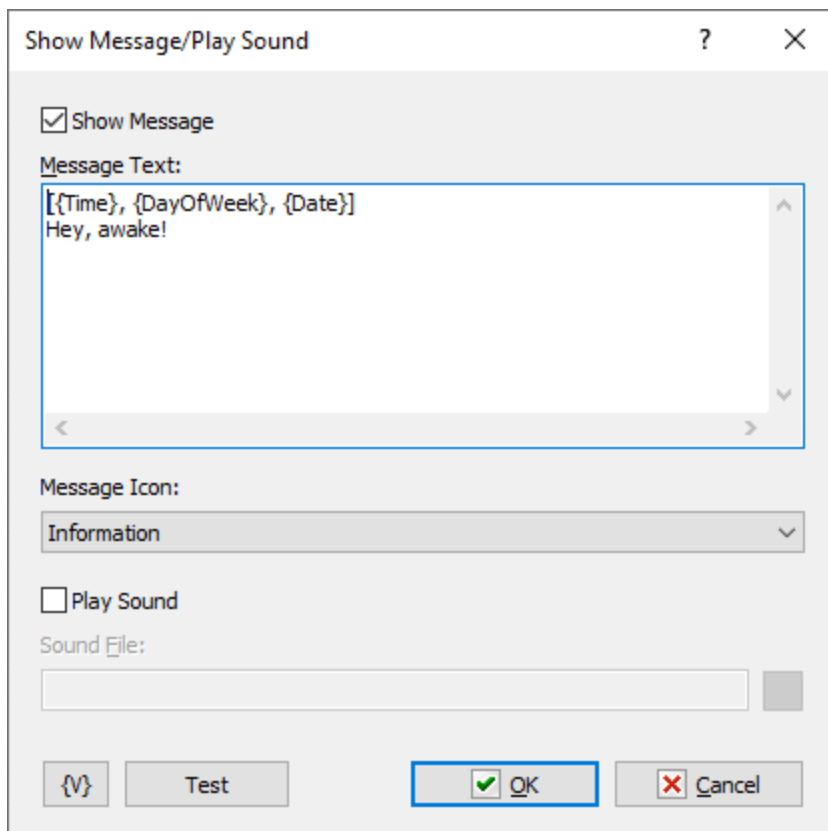 Show Message/Play Sound
?
Show Message
Message Text:
[{Time}, {DayOfWeek}, {Date}]
Hey, awake!
Message Icon:
Information
Play Sound
Sound File:
{V} Test OK Cancel